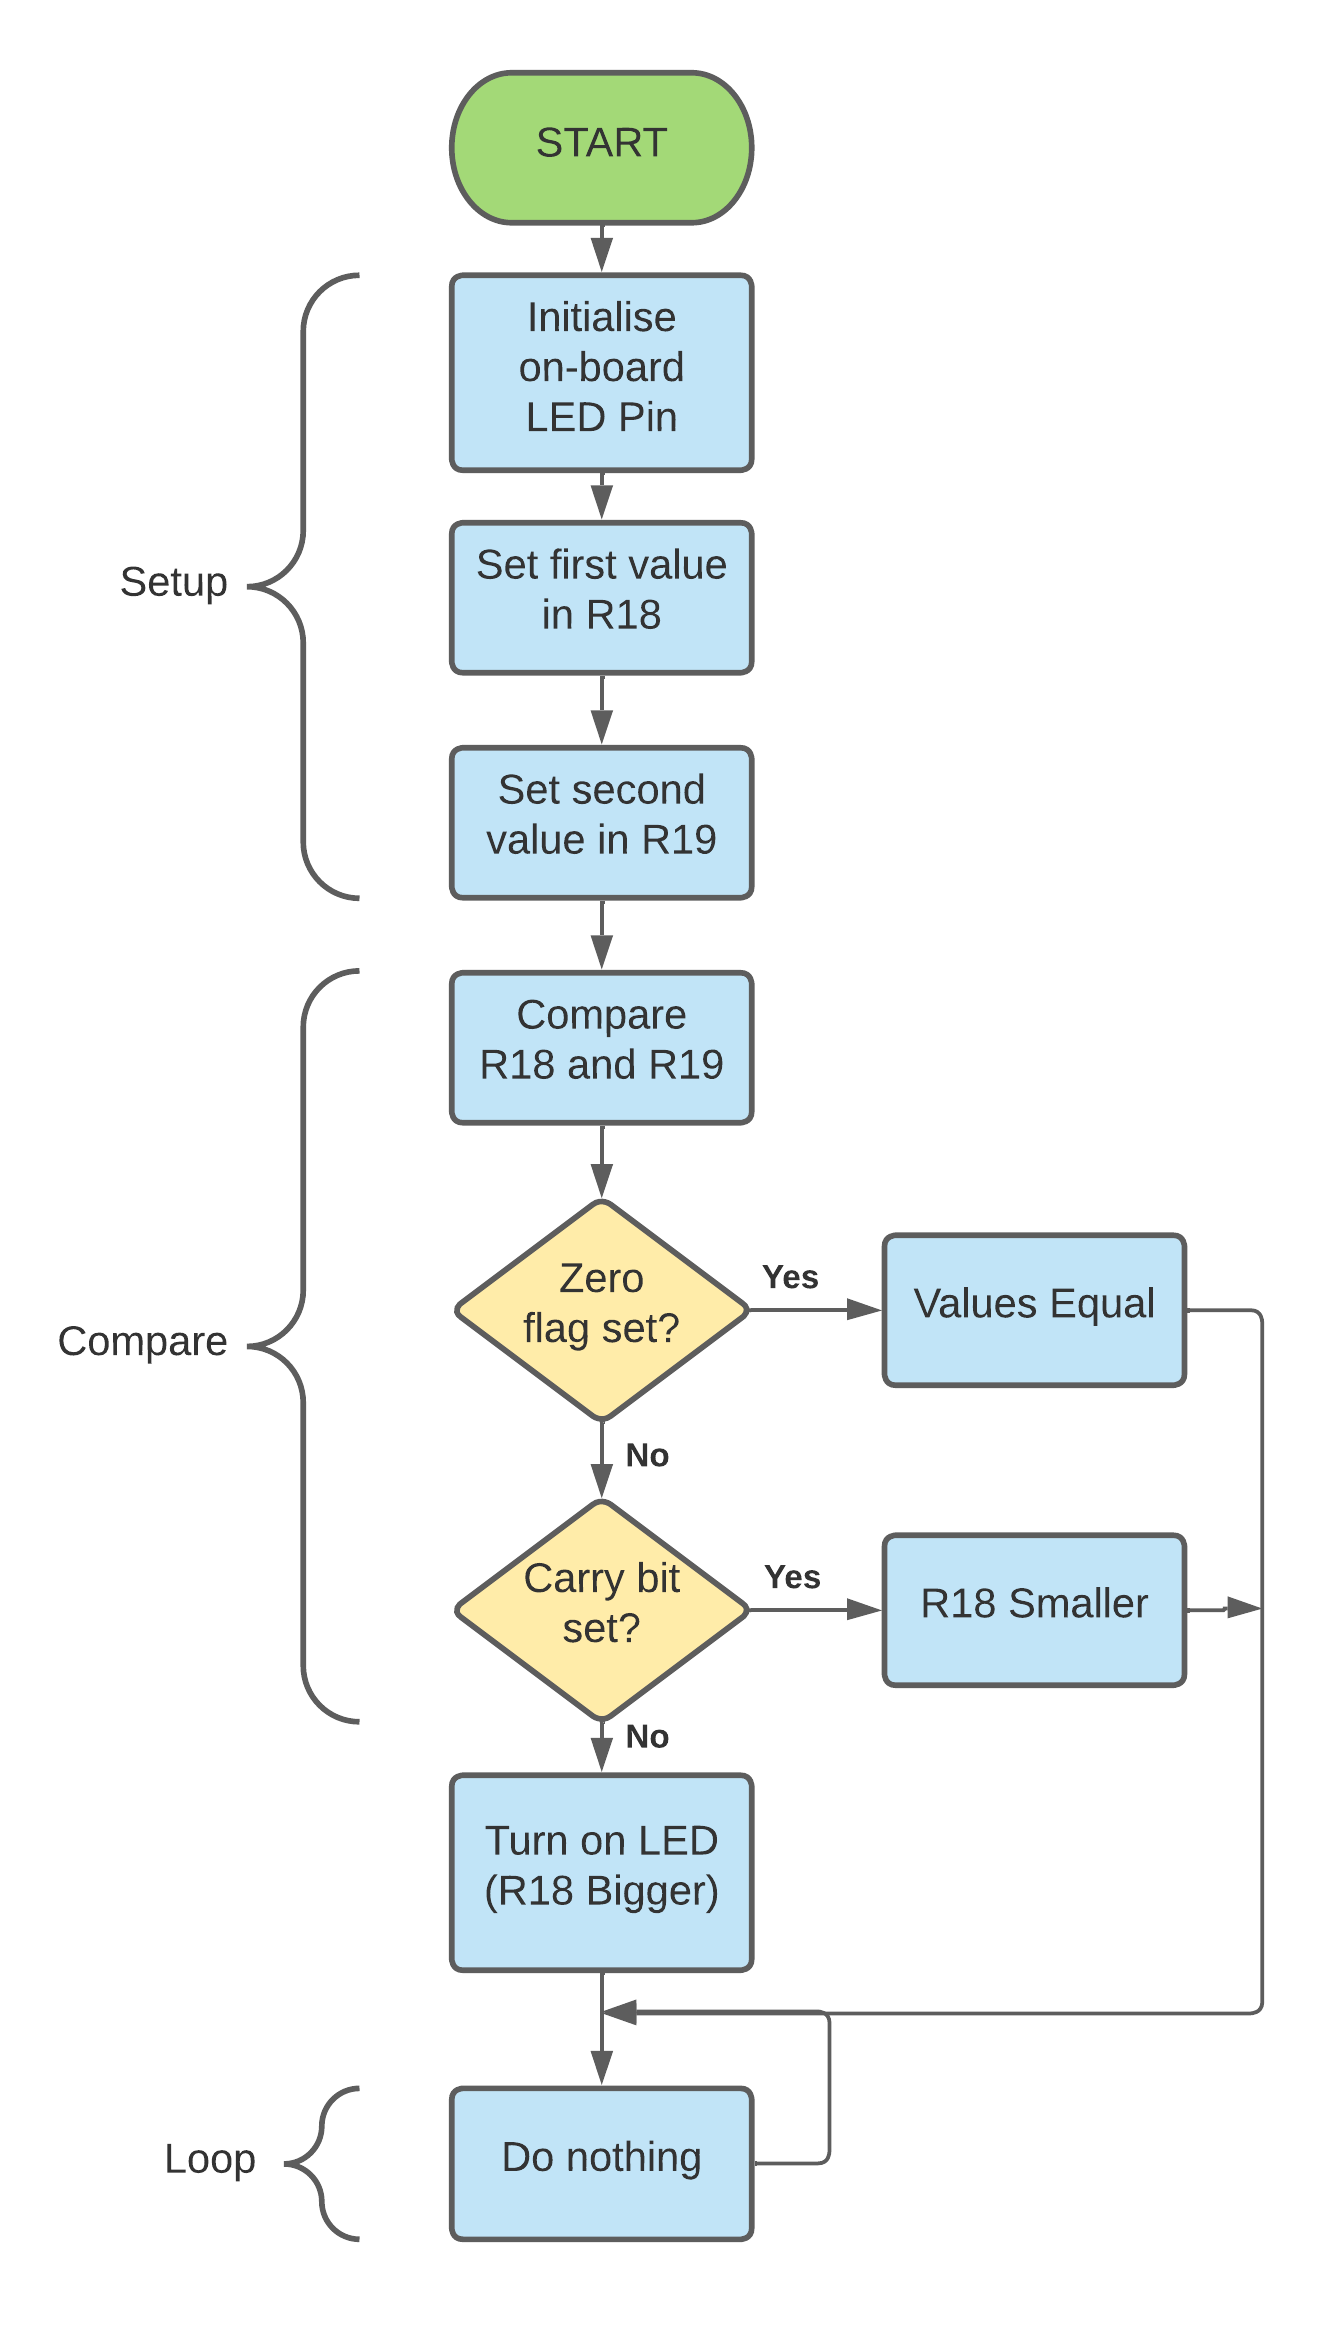 START
Initialise
on-board
LED Pin
Setup
Set first value
in R18
Set second
value in R19
Compare
R18 and R19
Compare
Zero
flag set?
Yes
Values Equal
No
Carry bit
set?
Yes
R18 Smaller
No
Turn on LED
(R18 Bigger)
Loop
Do nothing